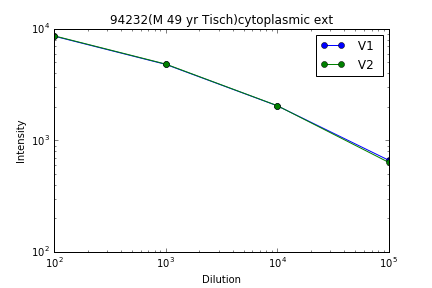 94232(M 49 yr Tisch)cytoplasmic ext
10^4
10^3
10^2
Intensity
V1
V2
10^2 10^3 10^4 10^5
Dilution